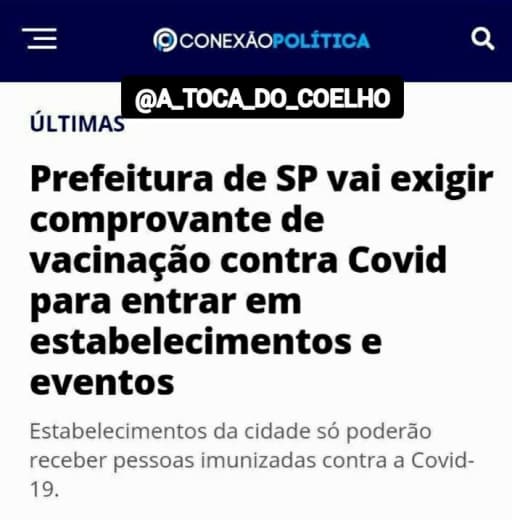 CONEXÃOPOLÍTICA
@A_TOCA_DO_COELHO
ÚLTIMAS
Prefeitura de SP vai exigir
comprovante de
vacinação contra Covid
para entrar em
estabelecimentos e
eventos
Estabelecimentos da cidade só poderão
receber pessoas imunizadas contra a Covid-
19.